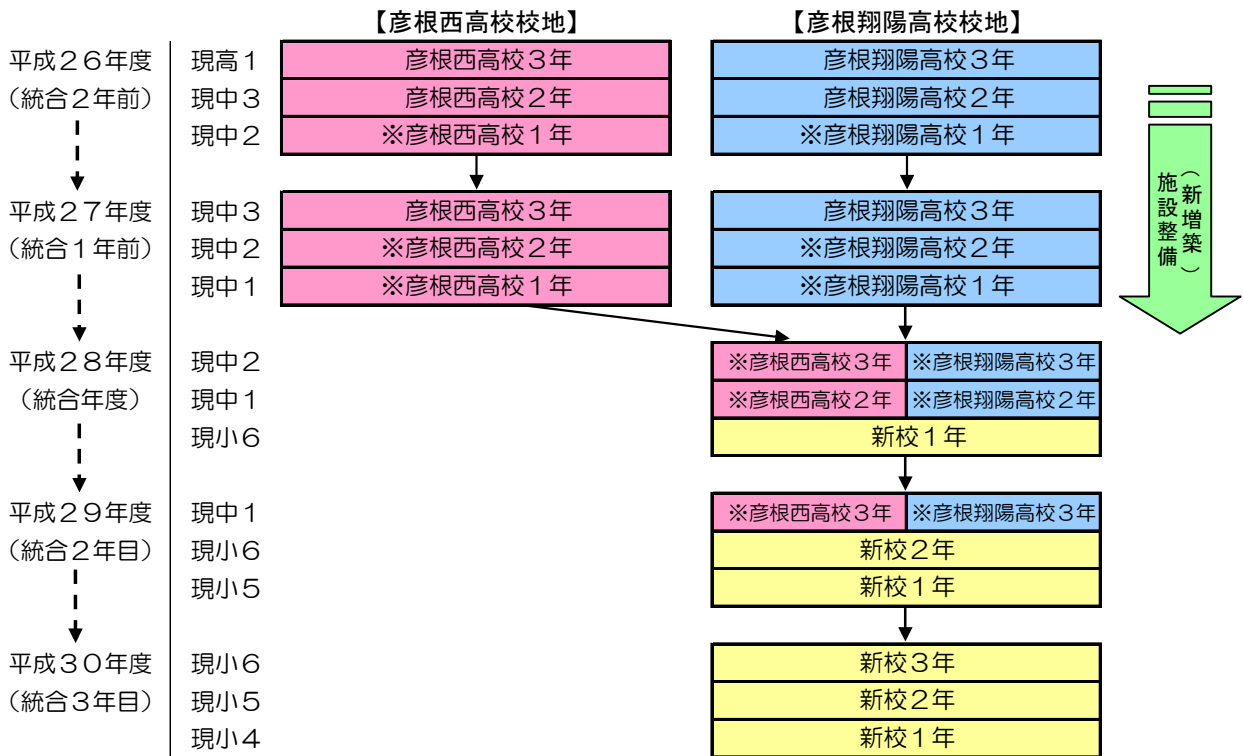 【彦根西高校校地】 【彦根翔陽高校校地】
平成２６年度 現高１ 彦根西高校３年 彦根翔陽高校３年
（統合２年前） 現中３ 彦根西高校２年 彦根翔陽高校２年
現中２ ※彦根西高校１年 ※彦根翔陽高校１年
平成２７年度 現中３ 彦根西高校３年 彦根翔陽高校３年
（統合１年前） 現中２ ※彦根西高校２年 ※彦根翔陽高校２年
現中１ ※彦根西高校１年 ※彦根翔陽高校１年
（新増築）
施設整備
平成２８年度 現中２ ※彦根西高校３年 ※彦根翔陽高校３年
（統合年度） 現中１ ※彦根西高校２年 ※彦根翔陽高校２年
現小６ 新校１年
平成２９年度 現中１ ※彦根西高校３年 ※彦根翔陽高校３年
（統合２年目） 現小６ 新校２年
現小５ 新校１年
平成３０年度 現小６ 新校３年
（統合３年目） 現小５ 新校２年
現小４ 新校１年